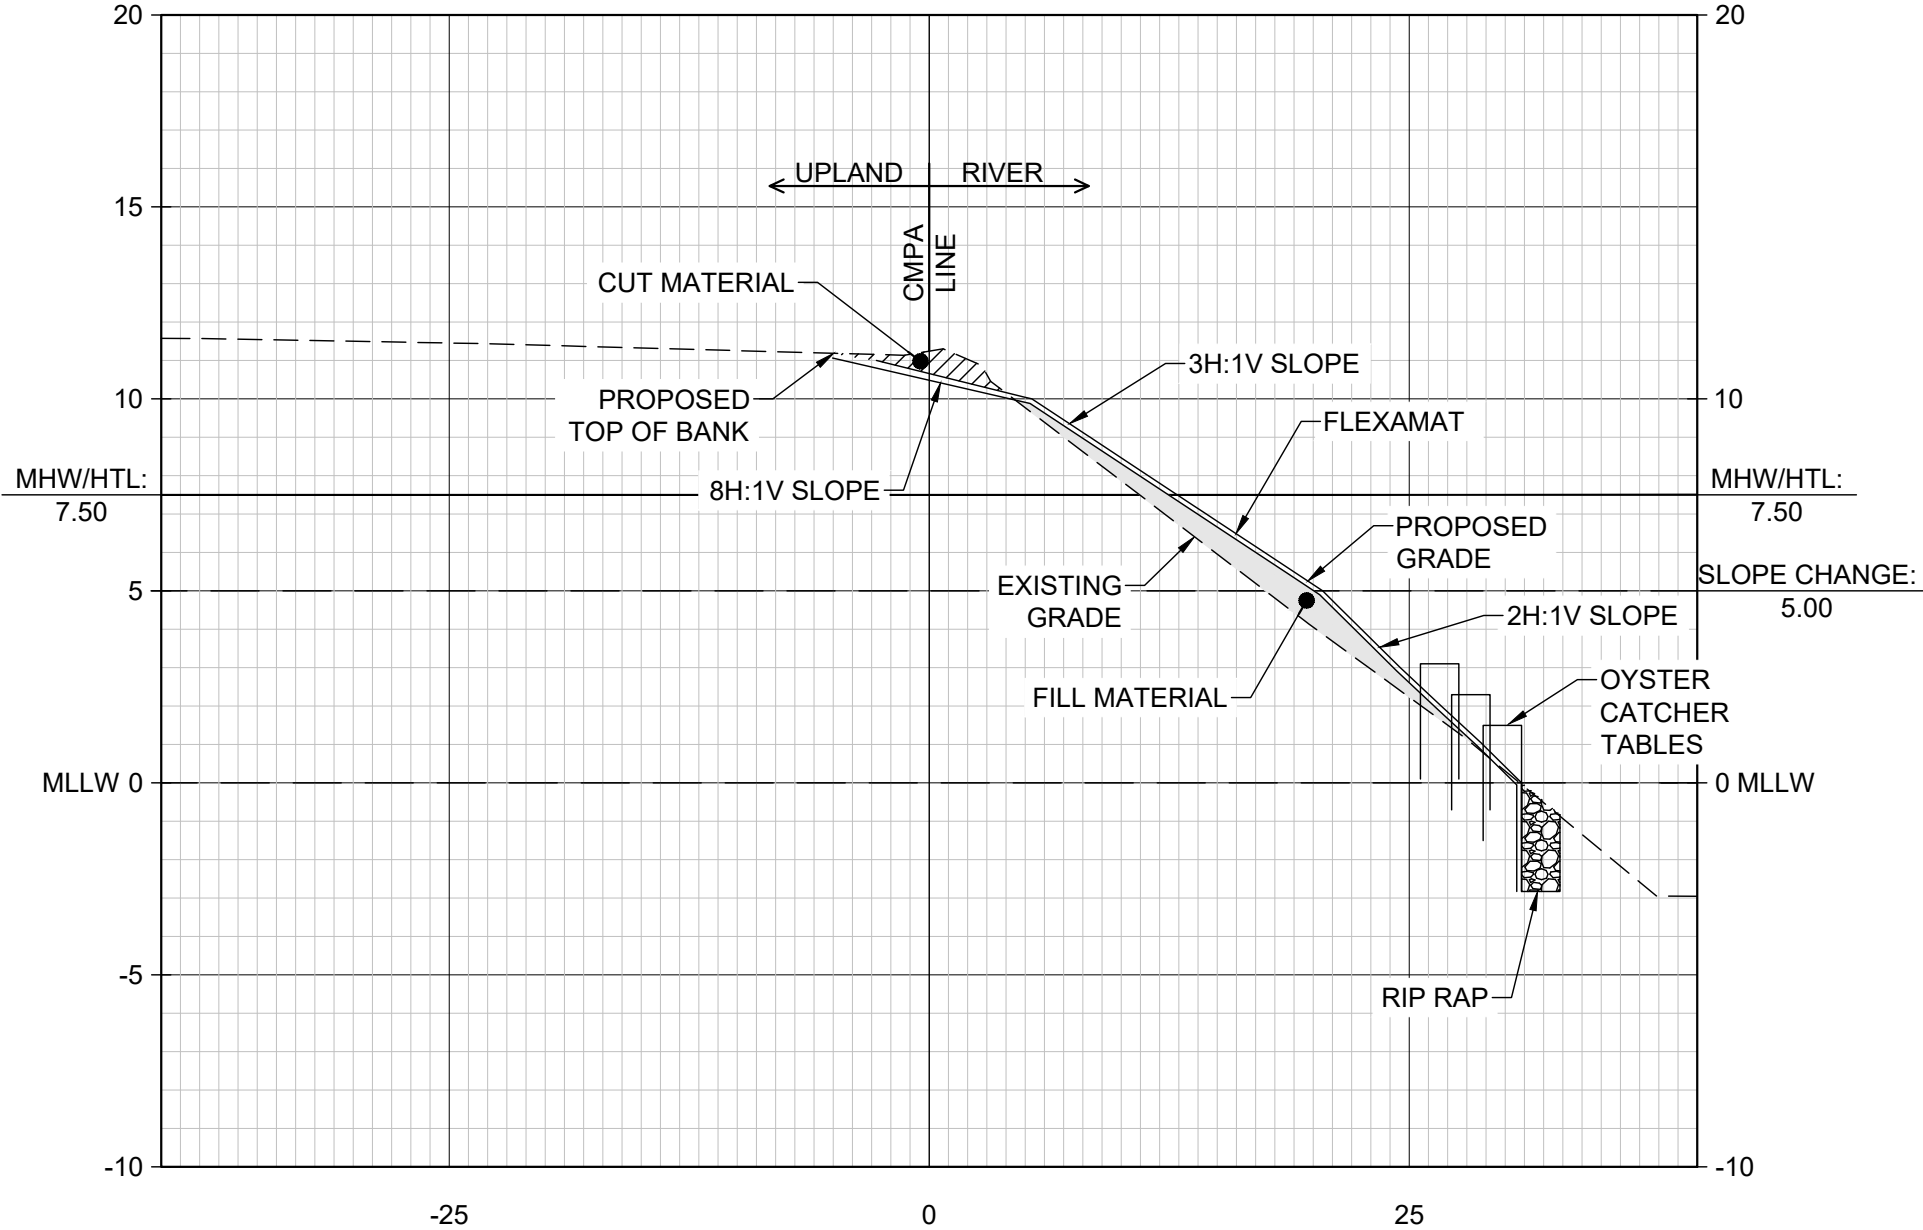 20
20
UPLAND
RIVER
15
CMPA
LINE
CUT MATERIAL
3H:1V SLOPE
PROPOSED
TOP OF BANK
10
10
FLEXAMAT
MHW/HTL:
7.50
8H:1V SLOPE
MHW/HTL:
7.50
PROPOSED
GRADE
EXISTING
GRADE
5
SLOPE CHANGE:
5.00
2H:1V SLOPE
FILL MATERIAL
OYSTER
CATCHER
TABLES
MLLW 0
0 MLLW
-5
RIP RAP
-10
-10
-25
0
25